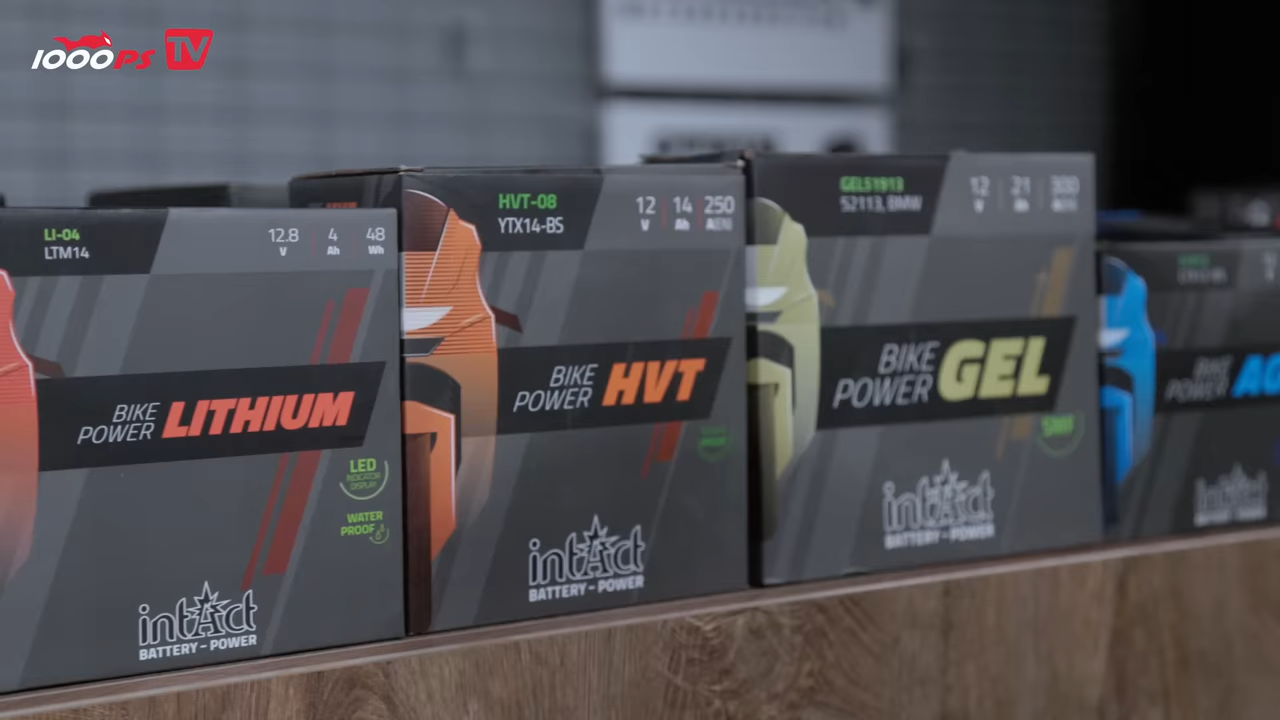 1000PS TV
LI-04
LTM14
12.8 4 48
V Ah Wh
BIKE
POWER LITHIUM
LED
INDICATOR
DISPLAY
WATER
PROOF
intAct
BATTERY - POWER
HVT-08
YTX14-BS
12 14 250
V Ah A(EN)
BIKE
POWER HVT
intAct
BATTERY - POWER
GEL51913
52113, BMW
12 21
V Ah
BIKE
POWER GEL
intAct
BATTERY - POWER
BIKE
POWER
intAct
BATTERY - POWER